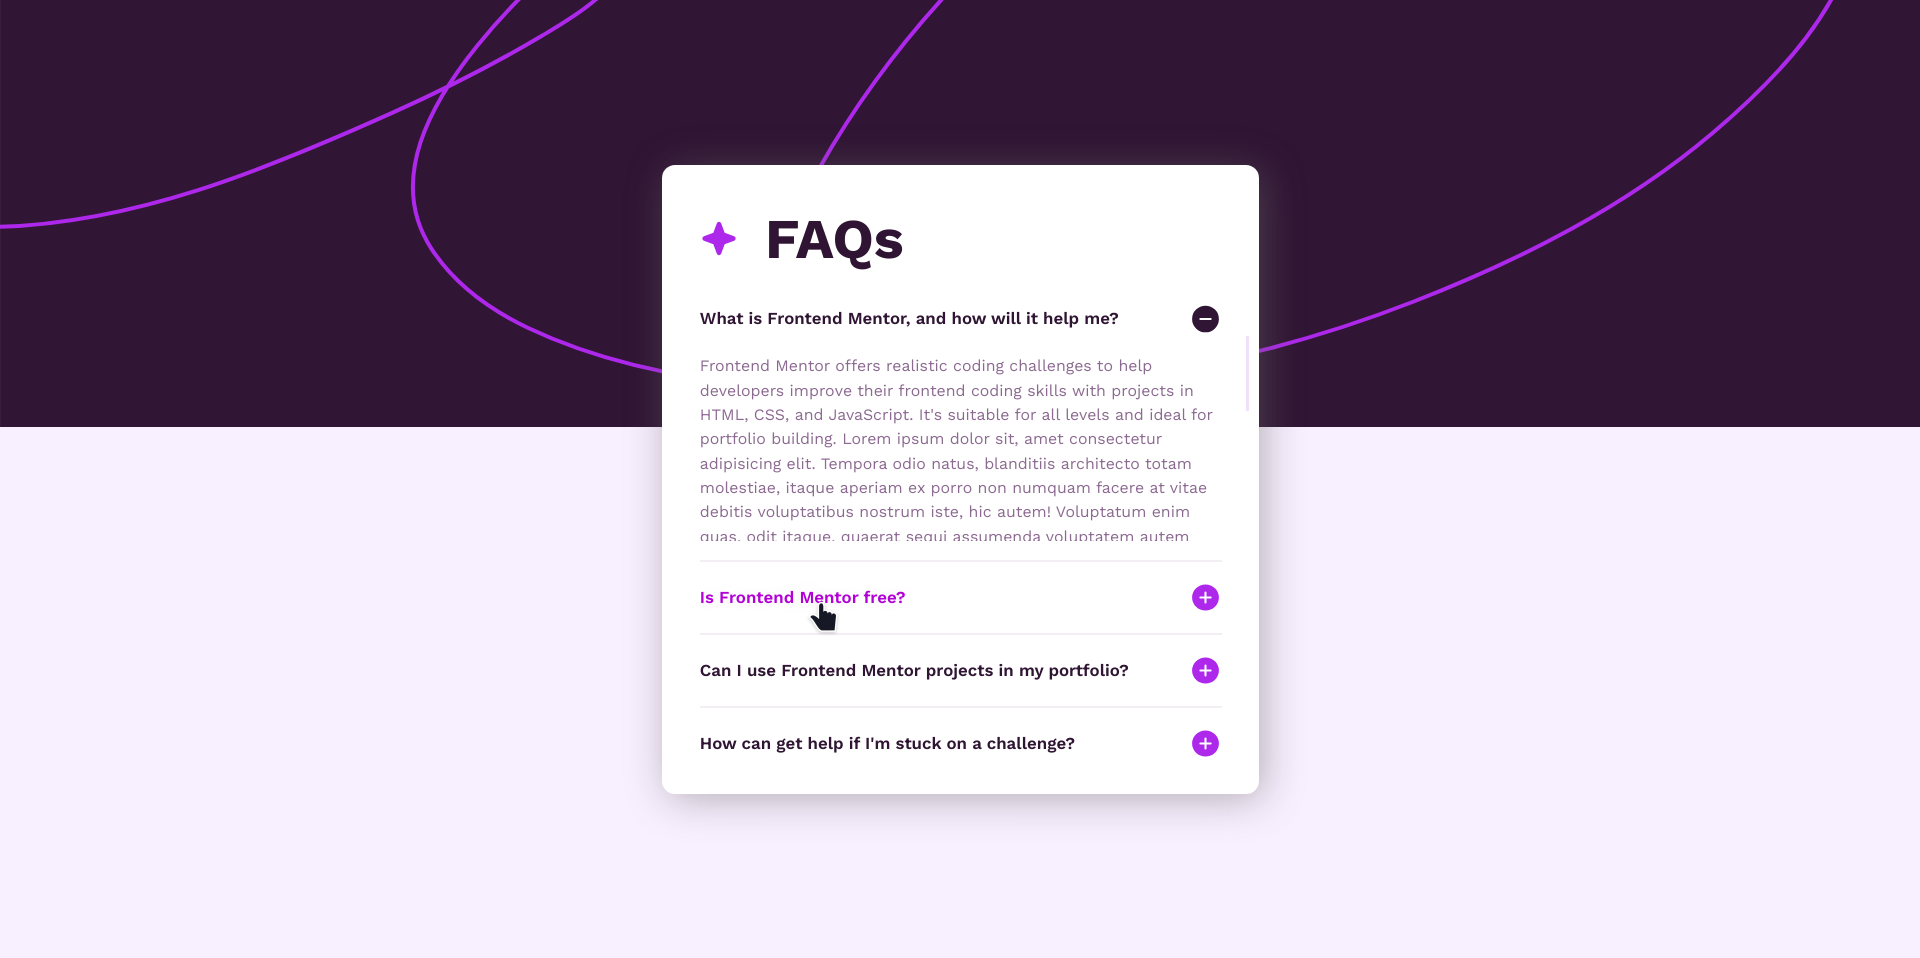 FAQs
What is Frontend Mentor, and how will it help me?
Frontend Mentor offers realistic coding challenges to help
developers improve their frontend coding skills with projects in
HTML, CSS, and JavaScript. It's suitable for all levels and ideal for
portfolio building. Lorem ipsum dolor sit, amet consectetur
adipisicing elit. Tempora odio natus, blanditiis architecto totam
molestiae, itaque aperiam ex porro non numquam facere at vitae
debitis voluptatibus nostrum iste, hic autem! Voluptatum enim
quas, odit itaque, quaerat sequi assumenda voluptatem autem
Is Frontend Mentor free?
Can I use Frontend Mentor projects in my portfolio?
How can get help if I'm stuck on a challenge?